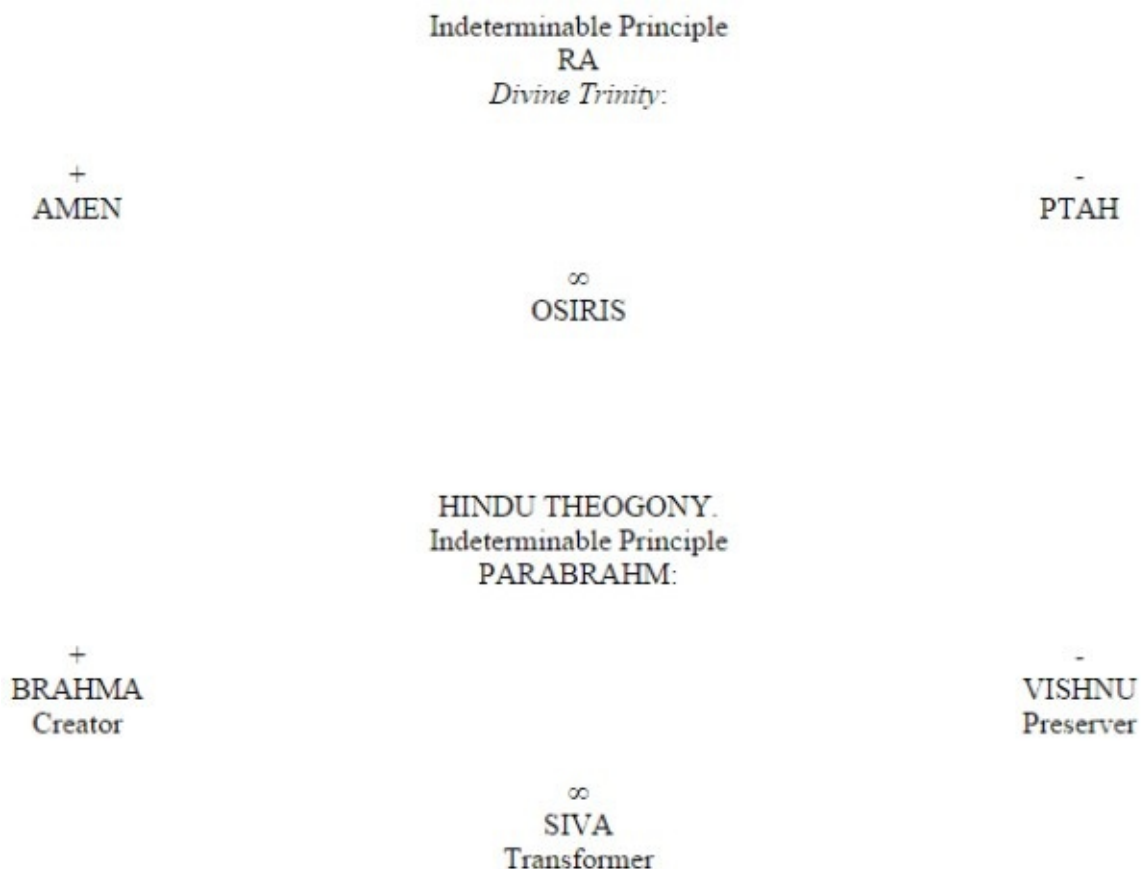 Indeterminable Principle
RA
Divine Trinity:
+ -
AMEN PTAH
∞
OSIRIS
HINDU THEOGONY.
Indeterminable Principle
PARABRAHM:
+ -
BRAHMA VISHNU
Creator Preserver
∞
SIVA
Transformer